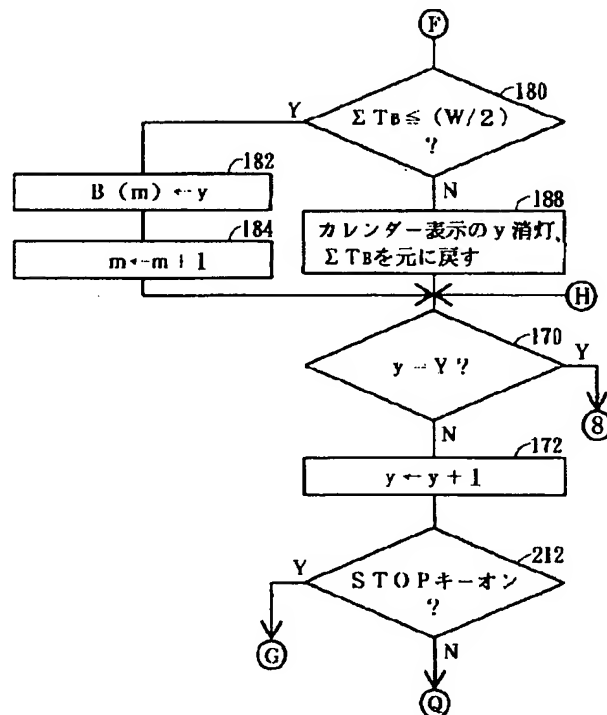 F
180
Y
ΣTB≦(W/2)
?
182
B(m)←y
N
188
184
m←m+1
カレンダー表示のy消灯、
ΣTBを元に戻す
H
170
y=Y?
Y
8
N
172
y←y+1
212
Y
STOPキーオン
?
G
N
Q